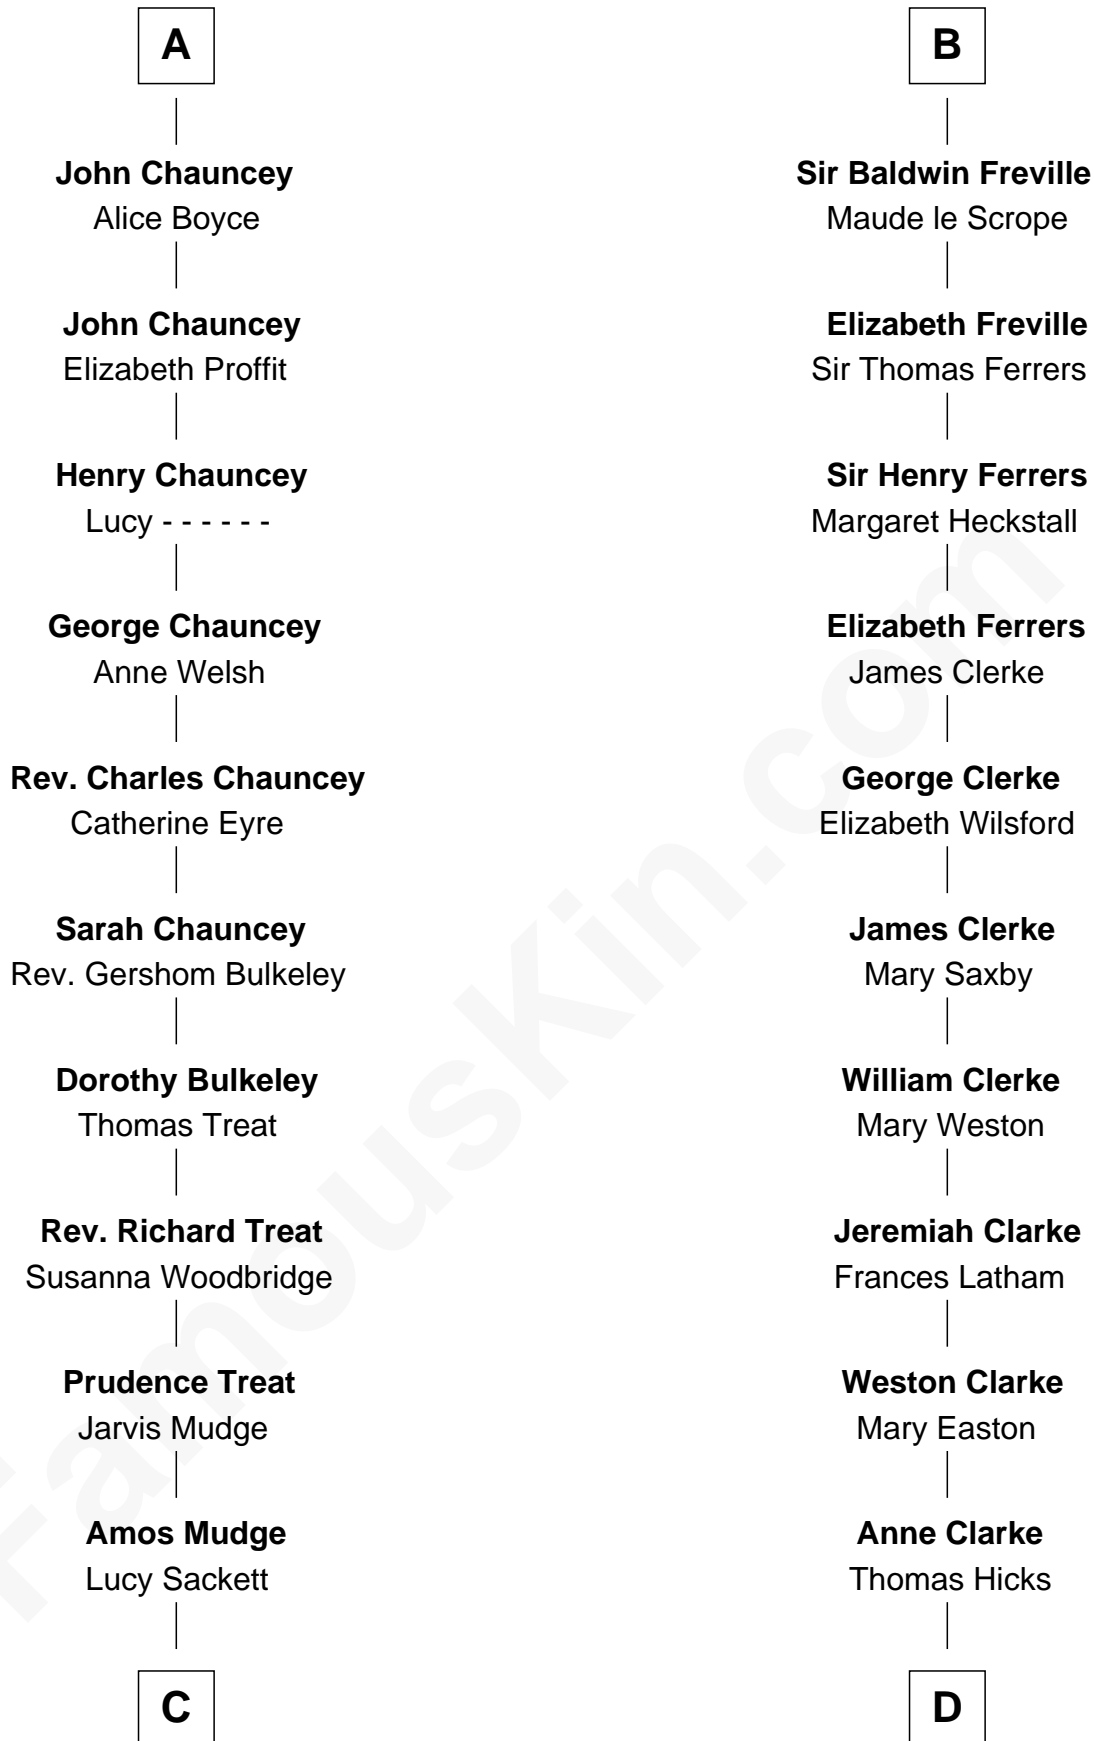 A
John Chauncey
Alice Boyce
John Chauncey
Elizabeth Proffit
Henry Chauncey
Lucy - - - - - -
George Chauncey
Anne Welsh
Rev. Charles Chauncey
Catherine Eyre
Sarah Chauncey
Rev. Gershom Bulkeley
Dorothy Bulkeley
Thomas Treat
Rev. Richard Treat
Susanna Woodbridge
Prudence Treat
Jarvis Mudge
Amos Mudge
Lucy Sackett
C
B
Sir Baldwin Freville
Maude le Scrope
Elizabeth Freville
Sir Thomas Ferrers
Sir Henry Ferrers
Margaret Heckstall
Elizabeth Ferrers
James Clerke
George Clerke
Elizabeth Wilsford
James Clerke
Mary Saxby
William Clerke
Mary Weston
Jeremiah Clarke
Frances Latham
Weston Clarke
Mary Easton
Anne Clarke
Thomas Hicks
D
FamousKin.com